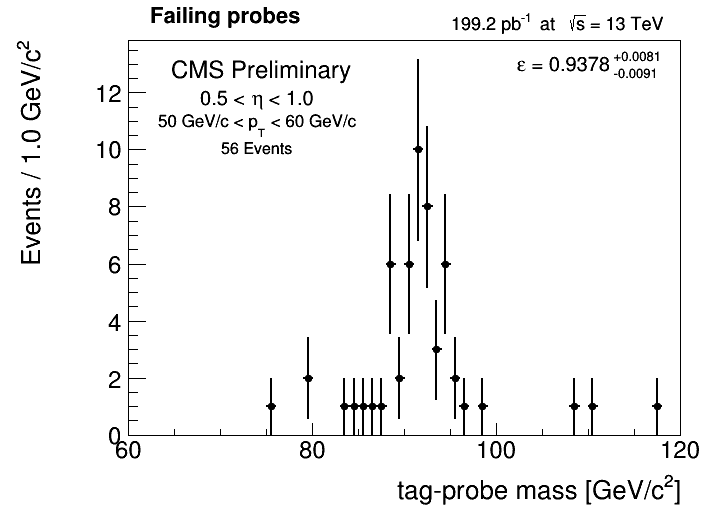 Failing probes
199.2 pb⁻¹ at √s = 13 TeV
CMS Preliminary
0.5 < η < 1.0
50 GeV/c < p_T < 60 GeV/c
56 Events
ε = 0.9378 +0.0081 -0.0091
Events / 1.0 GeV/c²
12
10
8
6
4
2
0
60 80 100 120
tag-probe mass [GeV/c²]